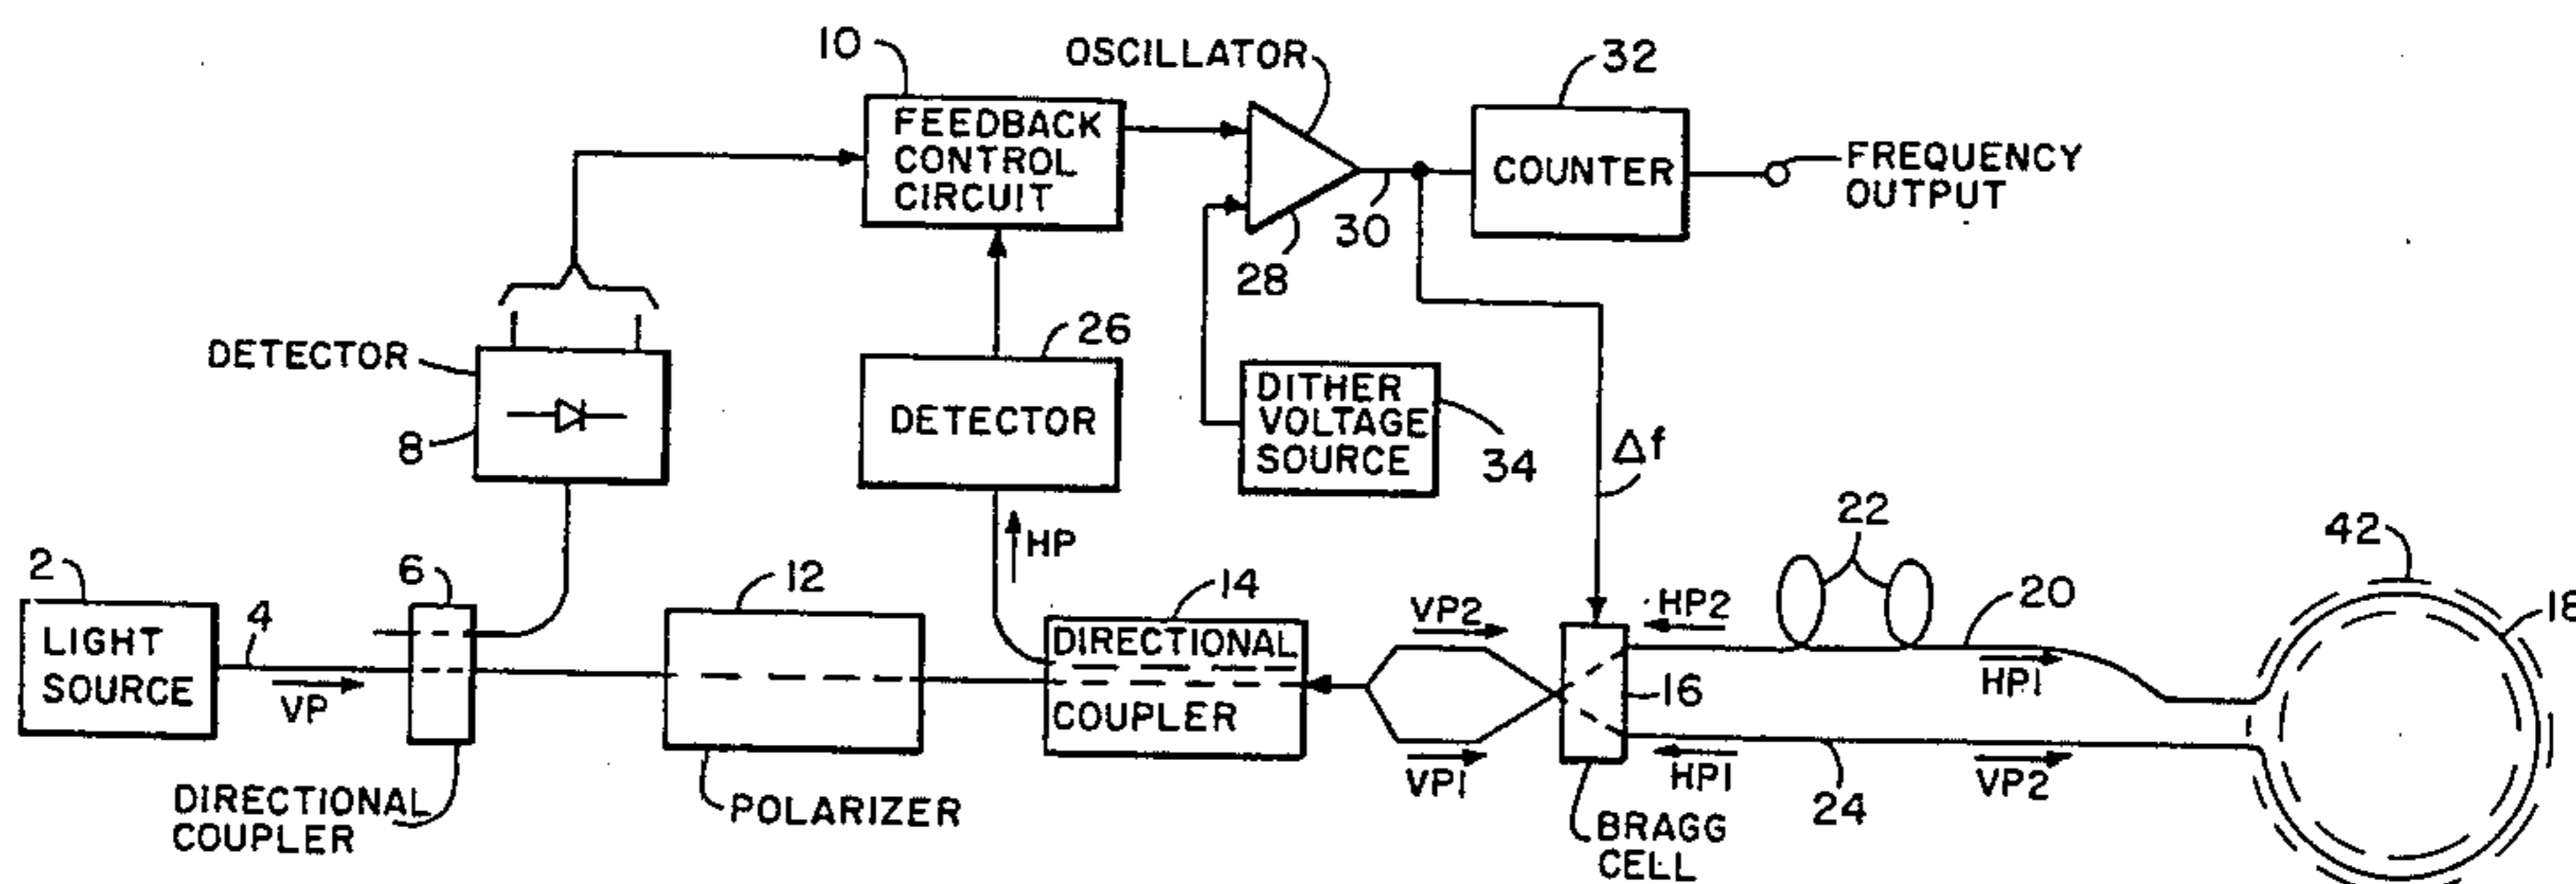 10
OSCILLATOR
32
FEEDBACK
CONTROL
CIRCUIT
COUNTER
FREQUENCY
OUTPUT
30
28
DETECTOR
8
26
DETECTOR
DITHER
VOLTAGE
SOURCE
34
Δf
22
42
HP
2
LIGHT
SOURCE
4
VP
6
DIRECTIONAL
COUPLER
12
POLARIZER
14
DIRECTIONAL
COUPLER
VP2
VP1
HP2
16
BRAGG
CELL
20
HP1
HP1
24
VP2
18